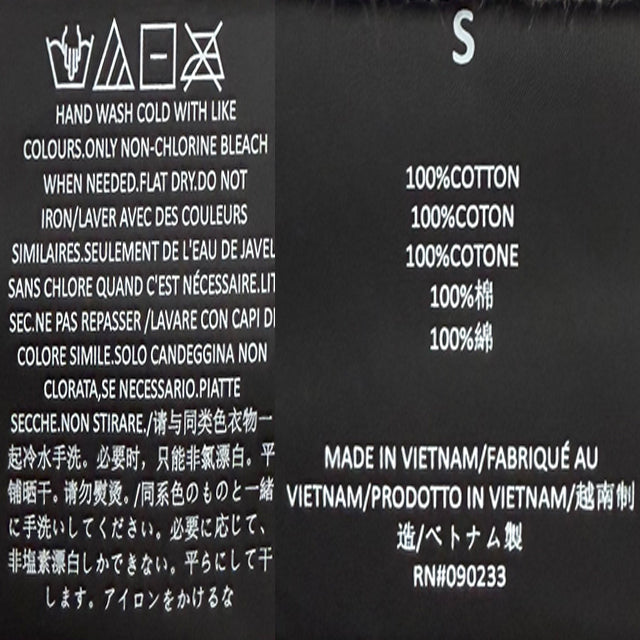 HAND WASH COLD WITH LIKE
COLOURS.ONLY NON-CHLORINE BLEACH
WHEN NEEDED.FLAT DRY.DO NOT
IRON/LAVER AVEC DES COULEURS
SIMILAIRES.SEULEMENT DE L'EAU DE JAVEL
SANS CHLORE QUAND C'EST NÉCESSAIRE.LIT
SEC.NE PAS REPASSER /LAVARE CON CAPI DI
COLORE SIMILE.SOLO CANDEGGINA NON
CLORATA,SE NECESSARIO.PIATTE
SECCHE.NON STIRARE./请与同类色衣物一
起冷水手洗。必要时，只能非氯漂白。平
铺晒干。请勿熨烫。/同系色のものと一緒
に手洗いしてください。必要に応じて、
非塩素漂白しかできない。平らにして干
します。アイロンをかけるな
S
100%COTTON
100%COTON
100%COTONE
100%棉
100%綿
MADE IN VIETNAM/FABRIQUÉ AU
VIETNAM/PRODOTTO IN VIETNAM/越南制
造/ベトナム製
RN#090233